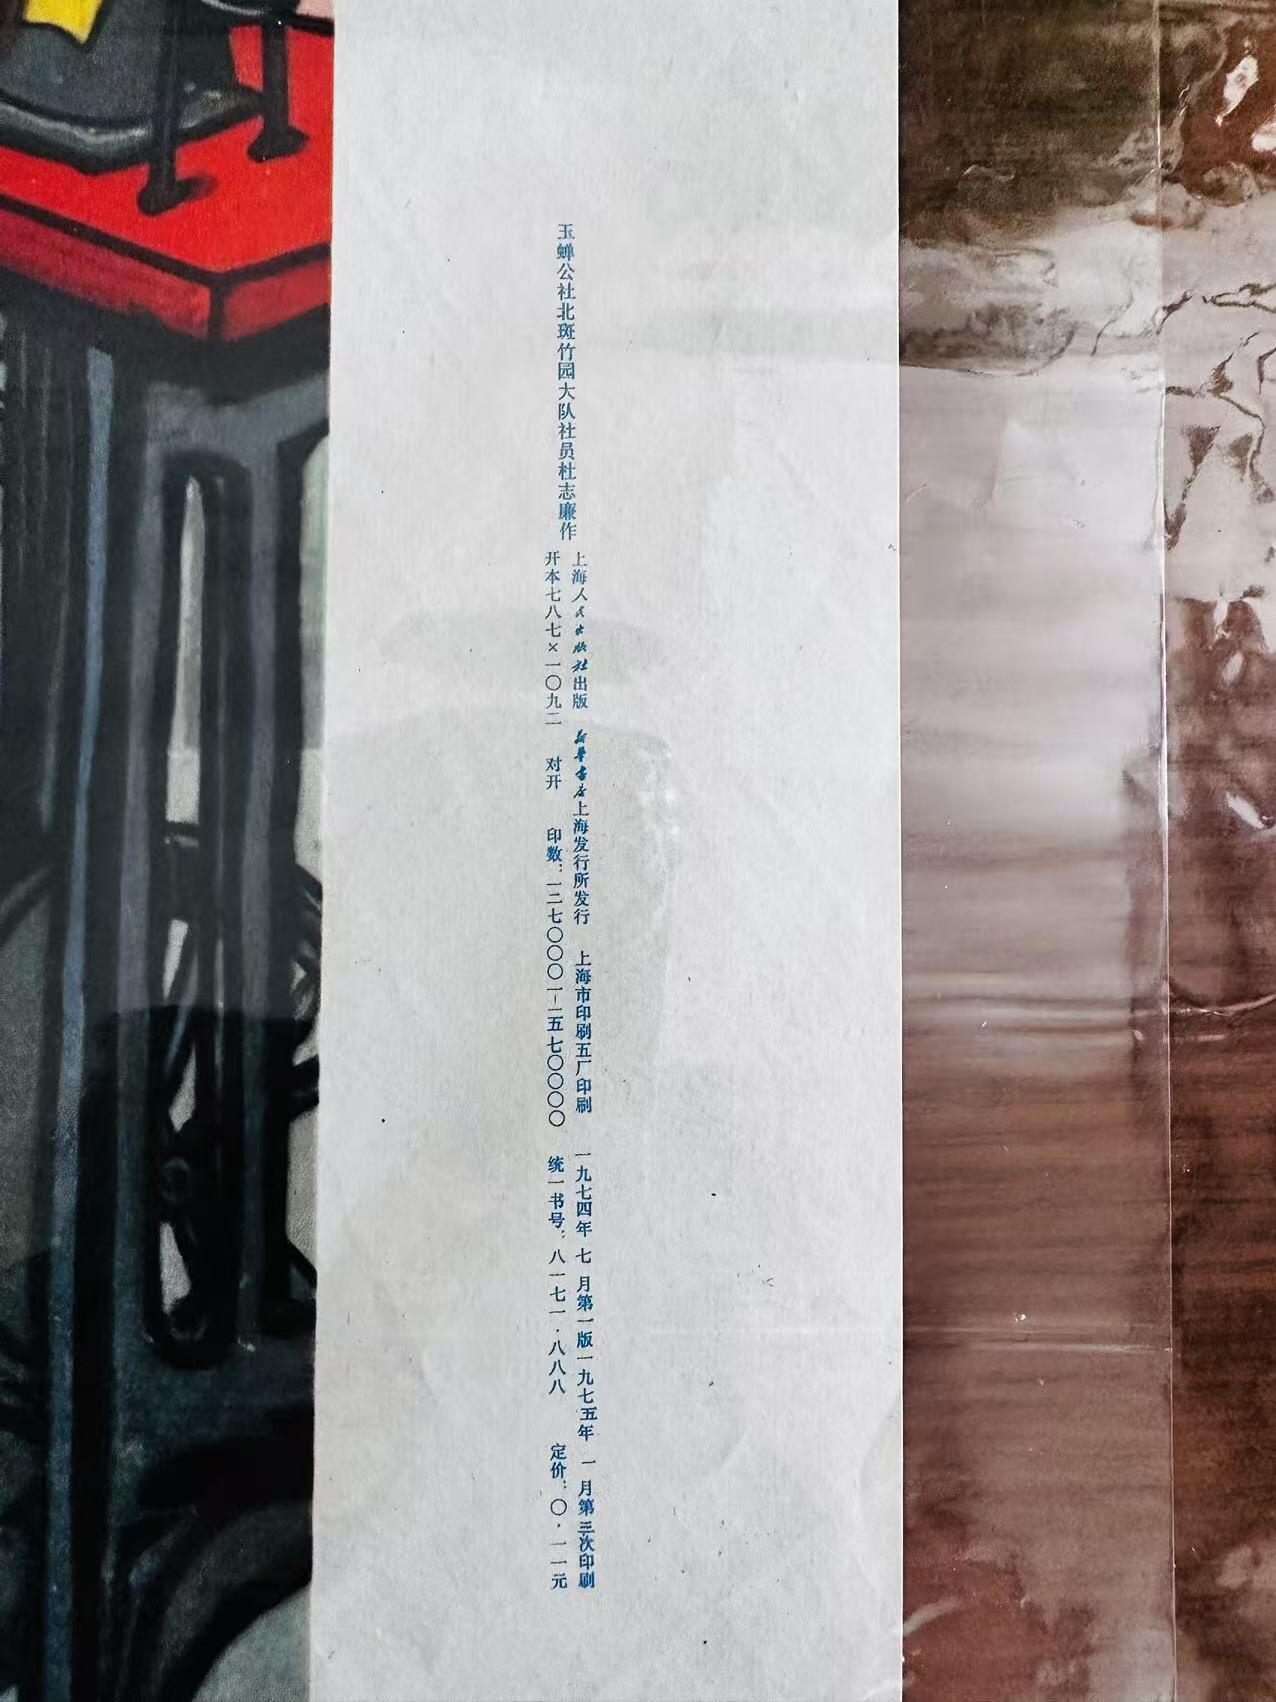 玉蝉公社北斑竹园大队社员杜志廉作
上海人民出版社出版 新华书店上海发行所发行 上海市印刷五厂印刷 一九七四年七月第一版一九七五年一月第三次印刷
开本七八七×一〇九二 对开 印数:一二七〇〇〇一—一五七〇〇〇〇 统一书号:八一七一·八八八 定价:〇·一一元